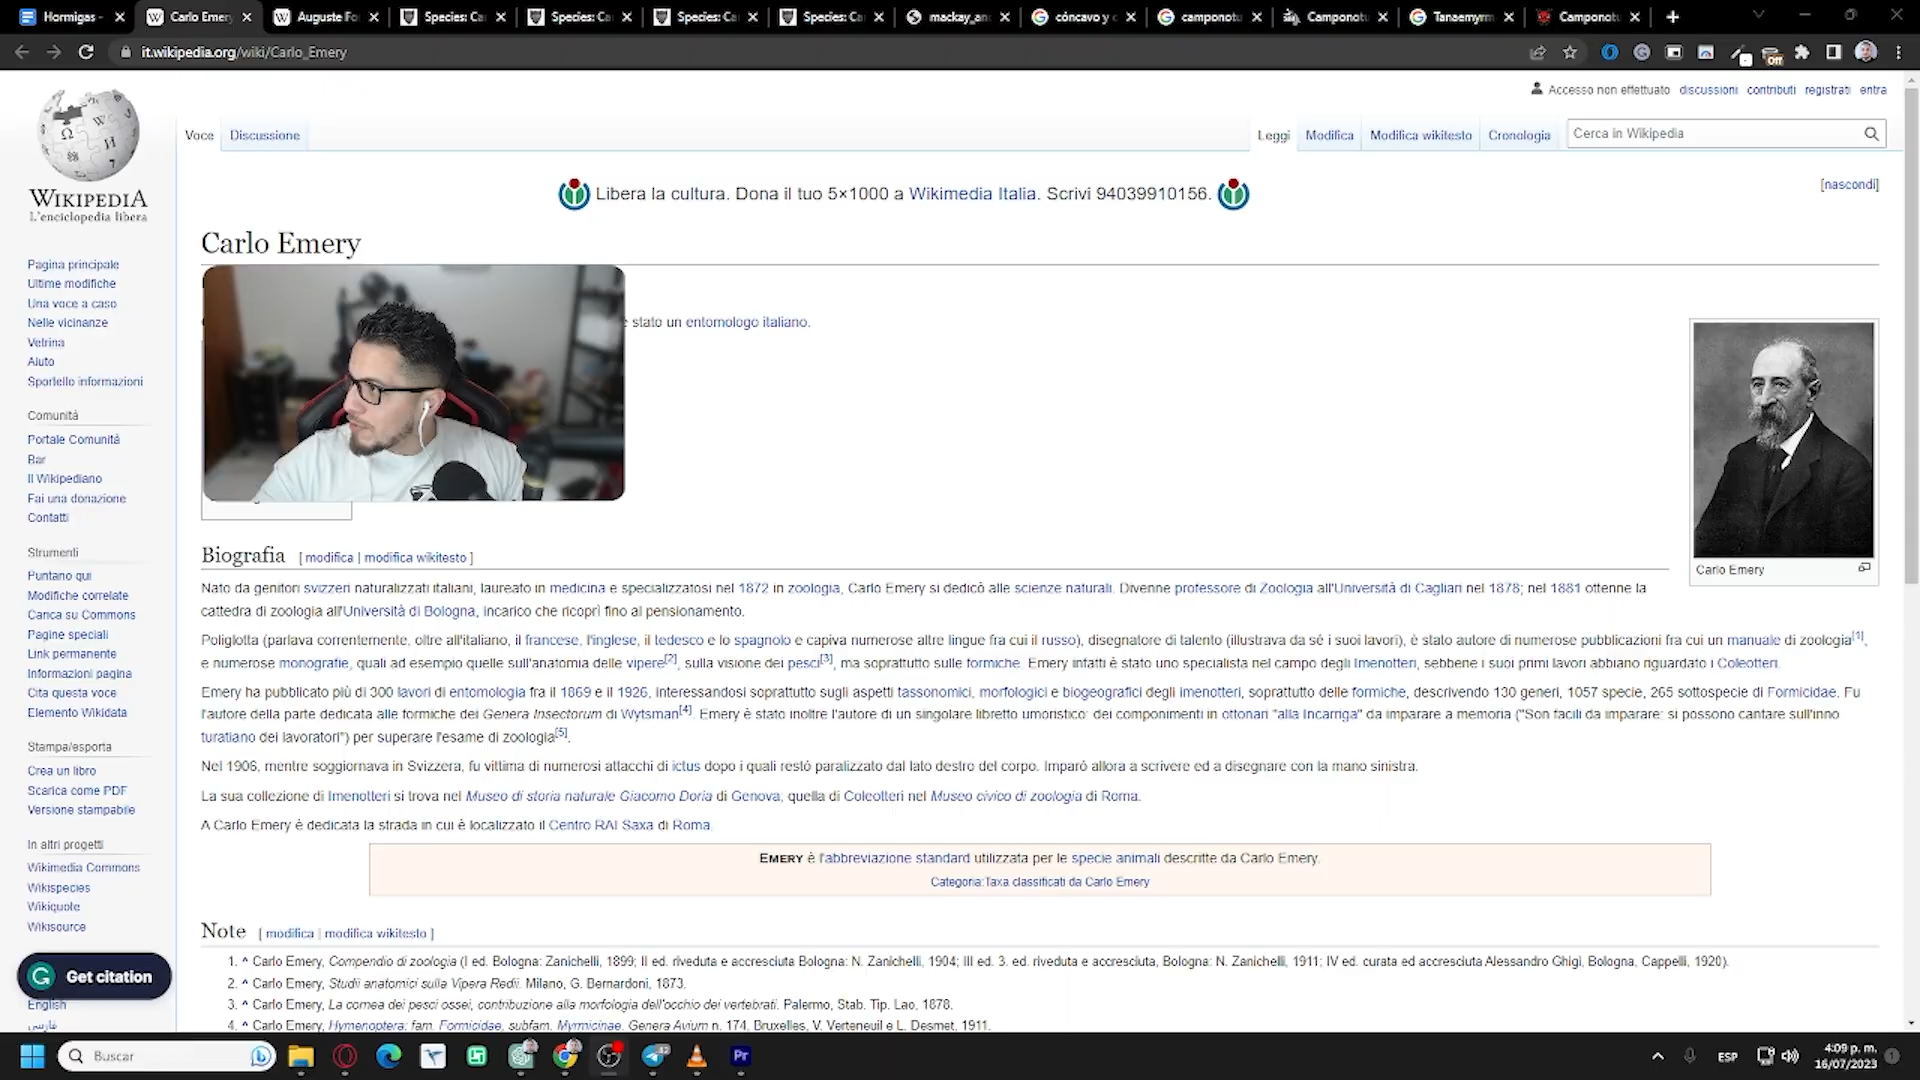 Hormigas -
Carlo Emery
Auguste Fo
Species: Ca
Species: Ca
Species: Ca
Species: Ca
mackay_an
cóncavo y c
camponotu
Camponotu
Tanaemyrm
Camponotu
it.wikipedia.org/wiki/Carlo_Emery
Off
Accesso non effettuato discussioni contributi registrati entra
Voce Discussione
Leggi Modifica Modifica wikitesto Cronologia Cerca in Wikipedia
WIKIPEDIA
L'enciclopedia libera
Libera la cultura. Dona il tuo 5×1000 a Wikimedia Italia. Scrivi 94039910156.
[nascondi]
Pagina principale
Ultime modifiche
Una voce a caso
Nelle vicinanze
Vetrina
Aiuto
Sportello informazioni
Comunità
Portale Comunità
Bar
Il Wikipediano
Fai una donazione
Contatti
Strumenti
Puntano qui
Modifiche correlate
Carica su Commons
Pagine speciali
Link permanente
Informazioni pagina
Cita questa voce
Elemento Wikidata
Stampa/esporta
Crea un libro
Scarica come PDF
Versione stampabile
In altri progetti
Wikimedia Commons
Wikispecies
Wikiquote
Wikisource
Get citation
English
فارسی
Carlo Emery
è stato un entomologo italiano.
Carlo Emery
Biografia [ modifica | modifica wikitesto ]
Nato da genitori svizzeri naturalizzati italiani, laureato in medicina e specializzatosi nel 1872 in zoologia, Carlo Emery si dedicò alle scienze naturali. Divenne professore di Zoologia all'Università di Cagliari nel 1878; nel 1881 ottenne la
cattedra di zoologia all'Università di Bologna, incarico che ricoprì fino al pensionamento.
Poliglotta (parlava correntemente, oltre all'italiano, il francese, l'inglese, il tedesco e lo spagnolo e capiva numerose altre lingue fra cui il russo), disegnatore di talento (illustrava da sé i suoi lavori), è stato autore di numerose pubblicazioni fra cui un manuale di zoologia[1],
e numerose monografie, quali ad esempio quelle sull'anatomia delle vipere[2], sulla visione dei pesci[3], ma soprattutto sulle formiche. Emery infatti è stato uno specialista nel campo degli Imenotteri, sebbene i suoi primi lavori abbiano riguardato i Coleotteri.
Emery ha pubblicato più di 300 lavori di entomologia fra il 1869 e il 1926, interessandosi soprattutto sugli aspetti tassonomici, morfologici e biogeografici degli imenotteri, soprattutto delle formiche, descrivendo 130 generi, 1057 specie, 265 sottospecie di Formicidae. Fu
l'autore della parte dedicata alle formiche dei Genera Insectorum di Wytsman[4]. Emery è stato inoltre l'autore di un singolare libretto umoristico: dei componimenti in ottonari "alla Incarriga" da imparare a memoria ("Son facili da imparare: si possono cantare sull'inno
turatiano dei lavoratori") per superare l'esame di zoologia[5].
Nel 1906, mentre soggiornava in Svizzera, fu vittima di numerosi attacchi di ictus dopo i quali restò paralizzato dal lato destro del corpo. Imparò allora a scrivere ed a disegnare con la mano sinistra.
La sua collezione di Imenotteri si trova nel Museo di storia naturale Giacomo Doria di Genova, quella di Coleotteri nel Museo civico di zoologia di Roma.
A Carlo Emery è dedicata la strada in cui è localizzato il Centro RAI Saxa di Roma.
EMERY è l'abbreviazione standard utilizzata per le specie animali descritte da Carlo Emery.
Categoria:Taxa classificati da Carlo Emery
Note [ modifica | modifica wikitesto ]
1. ^ Carlo Emery, Compendio di zoologia (I ed. Bologna: Zanichelli, 1899; II ed. riveduta e accresciuta Bologna: N. Zanichelli, 1904; III ed. 3. ed. riveduta e accresciuta, Bologna: N. Zanichelli, 1911; IV ed. curata ed accresciuta Alessandro Ghigi, Bologna, Cappelli, 1920).
2. ^ Carlo Emery, Studii anatomici sulla Vipera Redii. Milano, G. Bernardoni, 1873.
3. ^ Carlo Emery, La cornea dei pesci ossei, contribuzione alla morfologia dell'occhio dei vertebrati. Palermo, Stab. Tip. Lao, 1878.
4. ^ Carlo Emery, Hymenoptera: fam. Formicidae, subfam. Myrmicinae. Genera Avium n. 174, Bruxelles, V. Verteneuil e L. Desmet, 1911.
Buscar
Pr
ESP
4:09 p. m.
16/07/2023